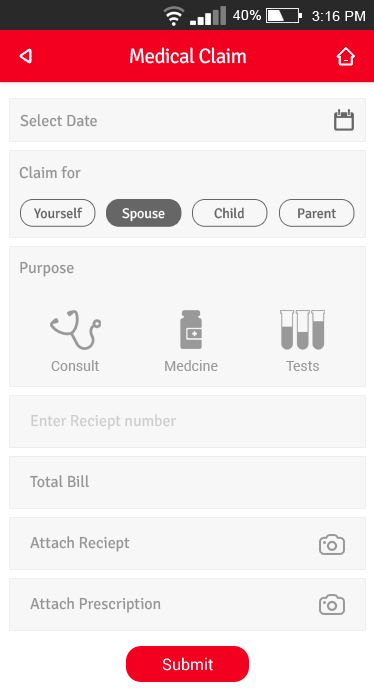 40% 3:16 PM
Medical Claim
Select Date
Claim for
Yourself Spouse Child Parent
Purpose
Consult Medcine Tests
Enter Reciept number
Total Bill
Attach Reciept
Attach Prescription
Submit